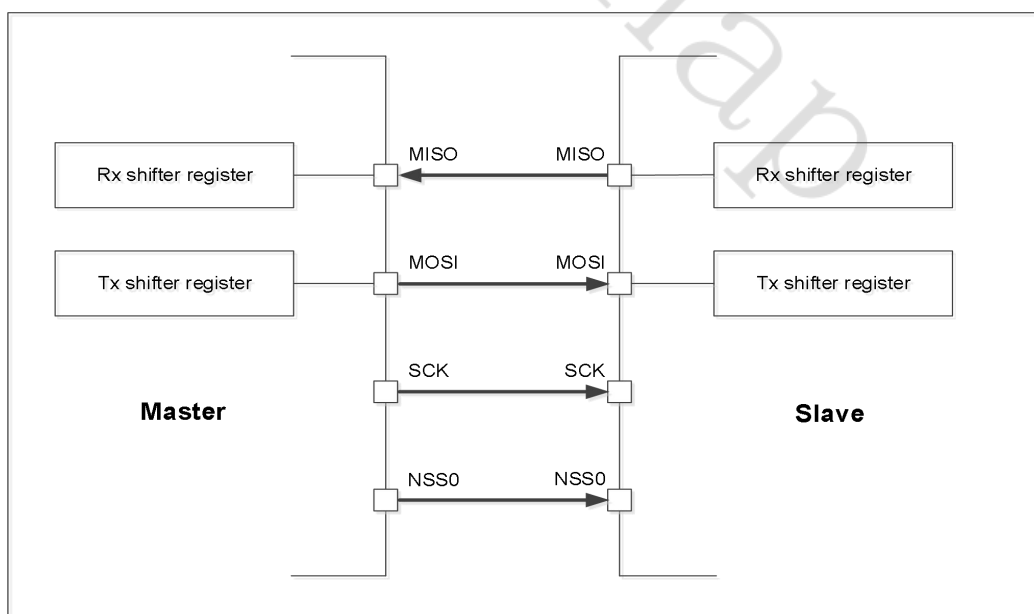 MISO MISO
Rx shifter register Rx shifter register
MOSI MOSI
Tx shifter register Tx shifter register
SCK SCK
Master Slave
NSS0 NSS0